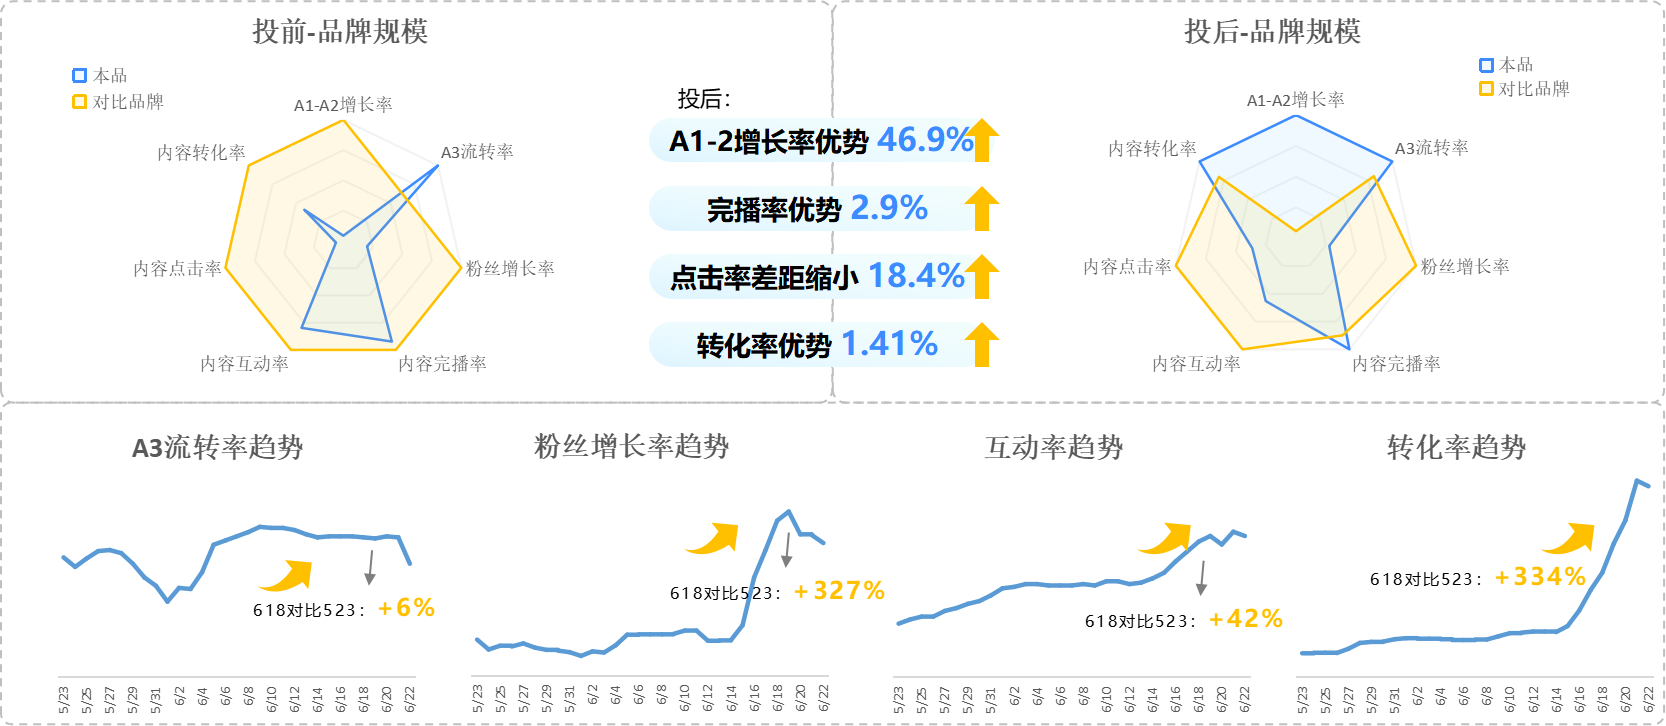 投前-品牌规模
本品
对比品牌
A1-A2增长率
A3流转率
粉丝增长率
内容完播率
内容互动率
内容点击率
内容转化率
投后：
A1-2增长率优势 46.9%
完播率优势 2.9%
点击率差距缩小 18.4%
转化率优势 1.41%
投后-品牌规模
本品
对比品牌
A1-A2增长率
A3流转率
粉丝增长率
内容完播率
内容互动率
内容点击率
内容转化率
A3流转率趋势
618对比523：+6%
5/23
5/25
5/27
5/29
5/31
6/2
6/4
6/6
6/8
6/10
6/12
6/14
6/16
6/18
6/20
6/22
粉丝增长率趋势
618对比523：+327%
5/23
5/25
5/27
5/29
5/31
6/2
6/4
6/6
6/8
6/10
6/12
6/14
6/16
6/18
6/20
6/22
互动率趋势
618对比523：+42%
5/23
5/25
5/27
5/29
5/31
6/2
6/4
6/6
6/8
6/10
6/12
6/14
6/16
6/18
6/20
6/22
转化率趋势
618对比523：+334%
5/23
5/25
5/27
5/29
5/31
6/2
6/4
6/6
6/8
6/10
6/12
6/14
6/16
6/18
6/20
6/22